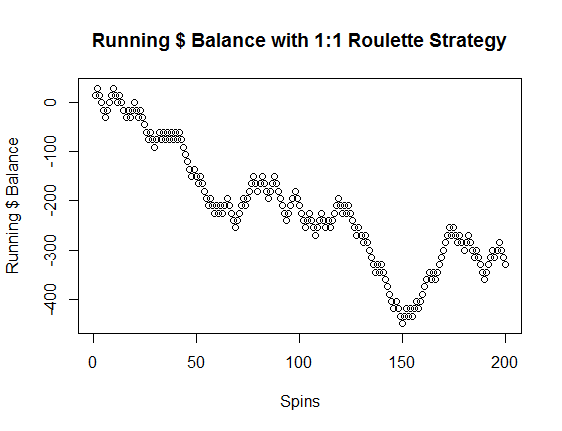 Running $ Balance with 1:1 Roulette Strategy
Running $ Balance
0
-100
-200
-300
-400
0 50 100 150 200
Spins